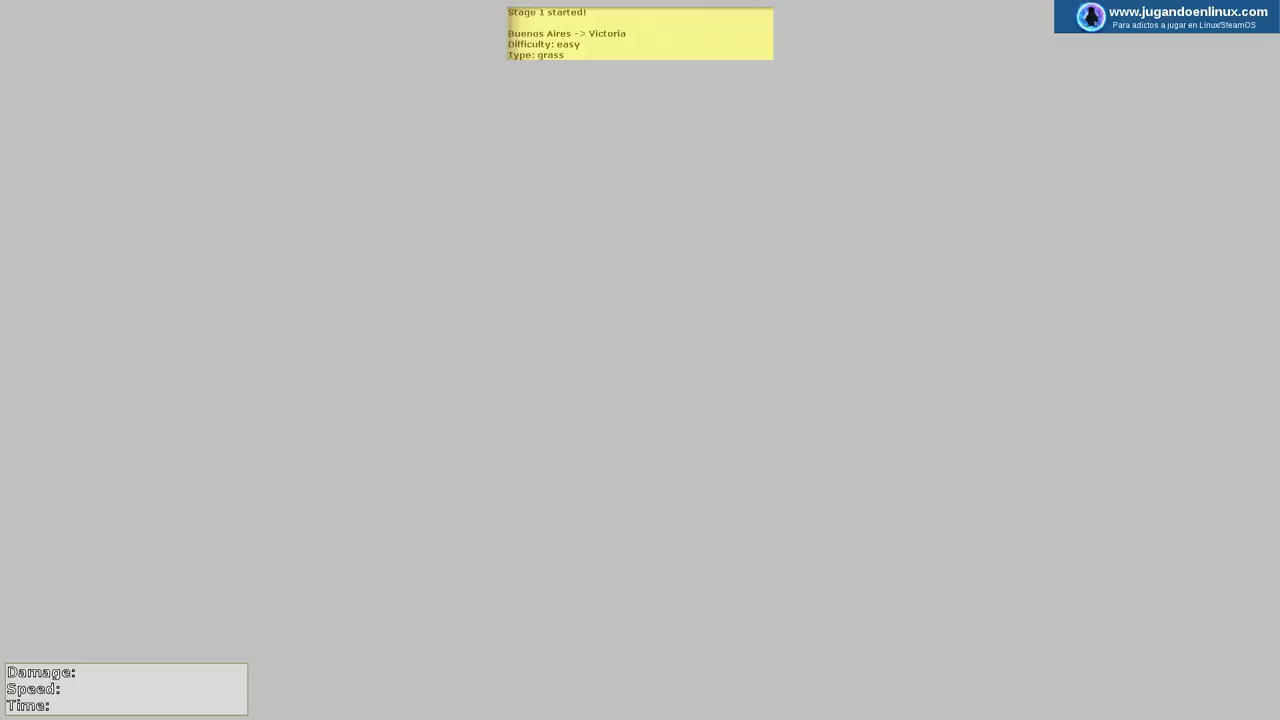 Stage 1 started!
Buenos Aires -> Victoria
Difficulty: easy
Type: grass
www.jugandoenlinux.com
Para adictos a jugar en Linux/SteamOS
Damage:
Speed:
Time: